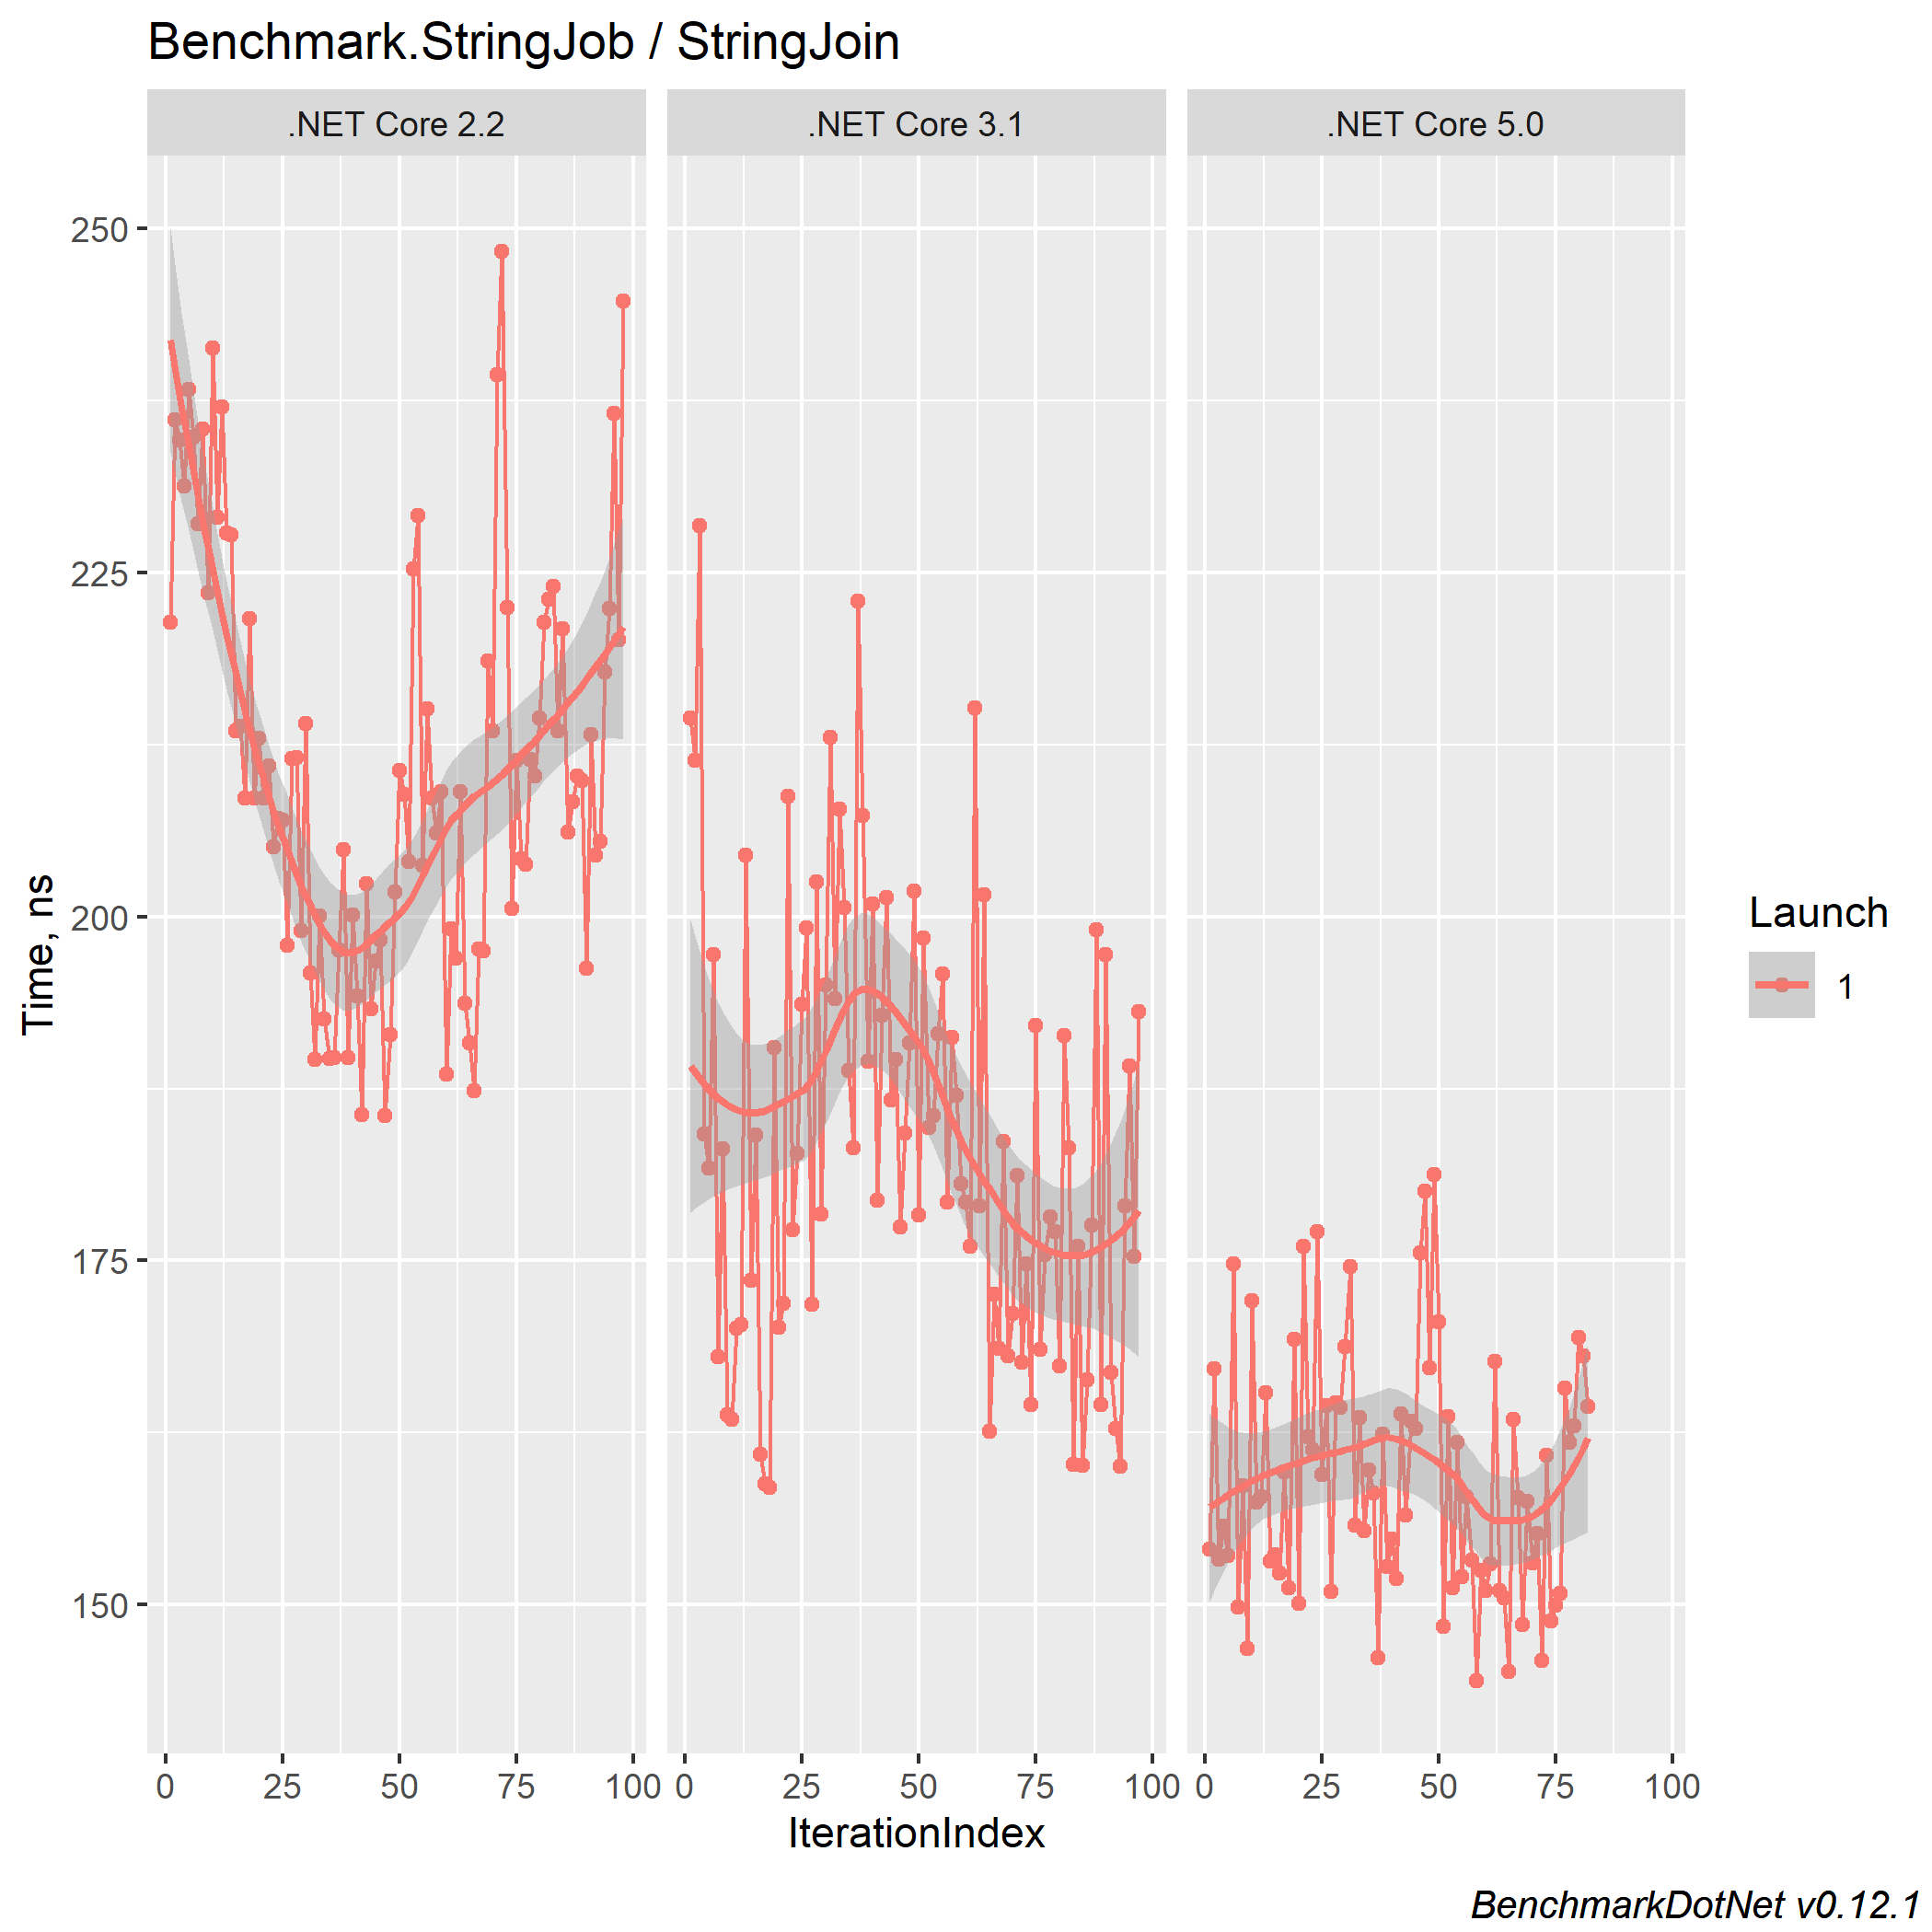 Benchmark.StringJob / StringJoin
.NET Core 2.2 .NET Core 3.1 .NET Core 5.0
250
225
200
175
150
Time, ns
0 25 50 75 100 0 25 50 75 100 0 25 50 75 100
IterationIndex
Launch
1
BenchmarkDotNet v0.12.1